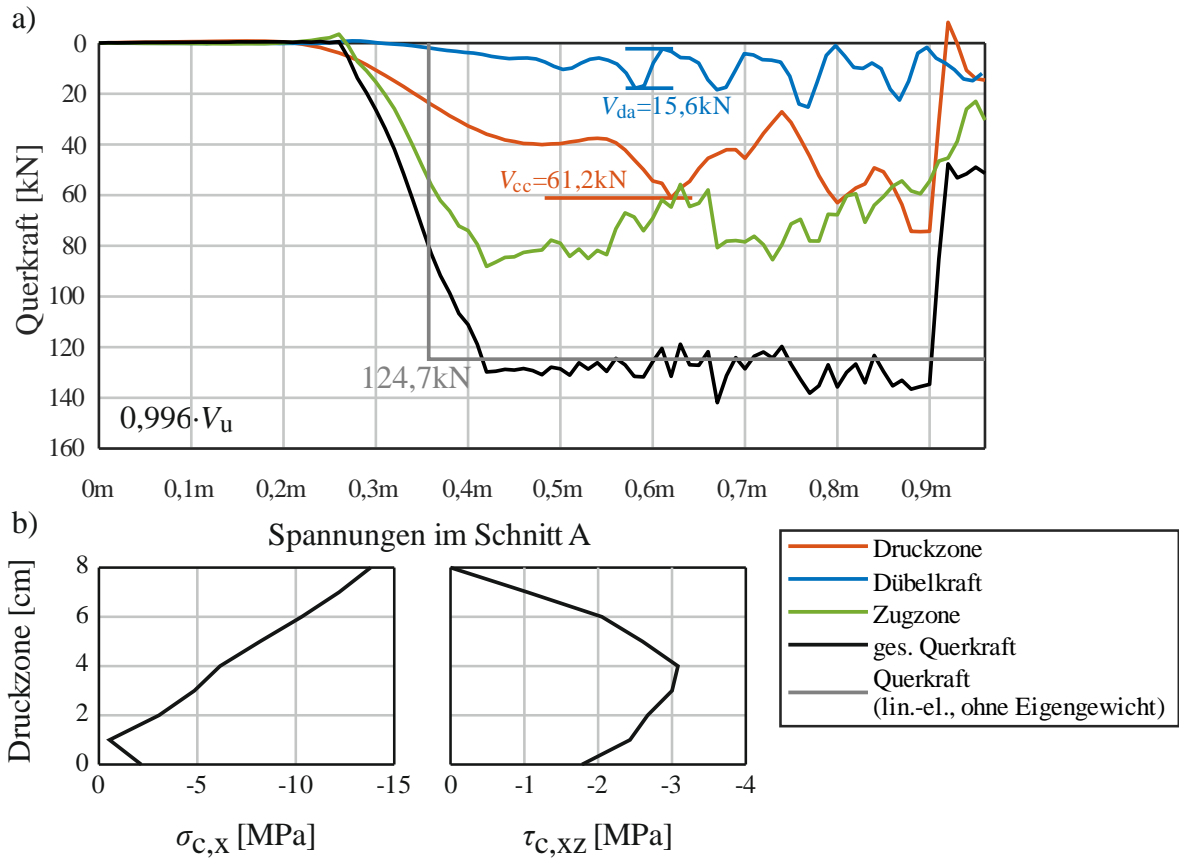 a)
Querkraft [kN]
0
20
40
60
80
100
120
140
160
V_da=15,6kN
V_cc=61,2kN
124,7kN
0,996·V_u
0m 0,1m 0,2m 0,3m 0,4m 0,5m 0,6m 0,7m 0,8m 0,9m
b)
Spannungen im Schnitt A
Druckzone [cm]
8
6
4
2
0
0 -5 -10 -15
σ_c,x [MPa]
0 -1 -2 -3 -4
τ_c,xz [MPa]
Druckzone
Dübelkraft
Zugzone
ges. Querkraft
Querkraft
(lin.-el., ohne Eigengewicht)